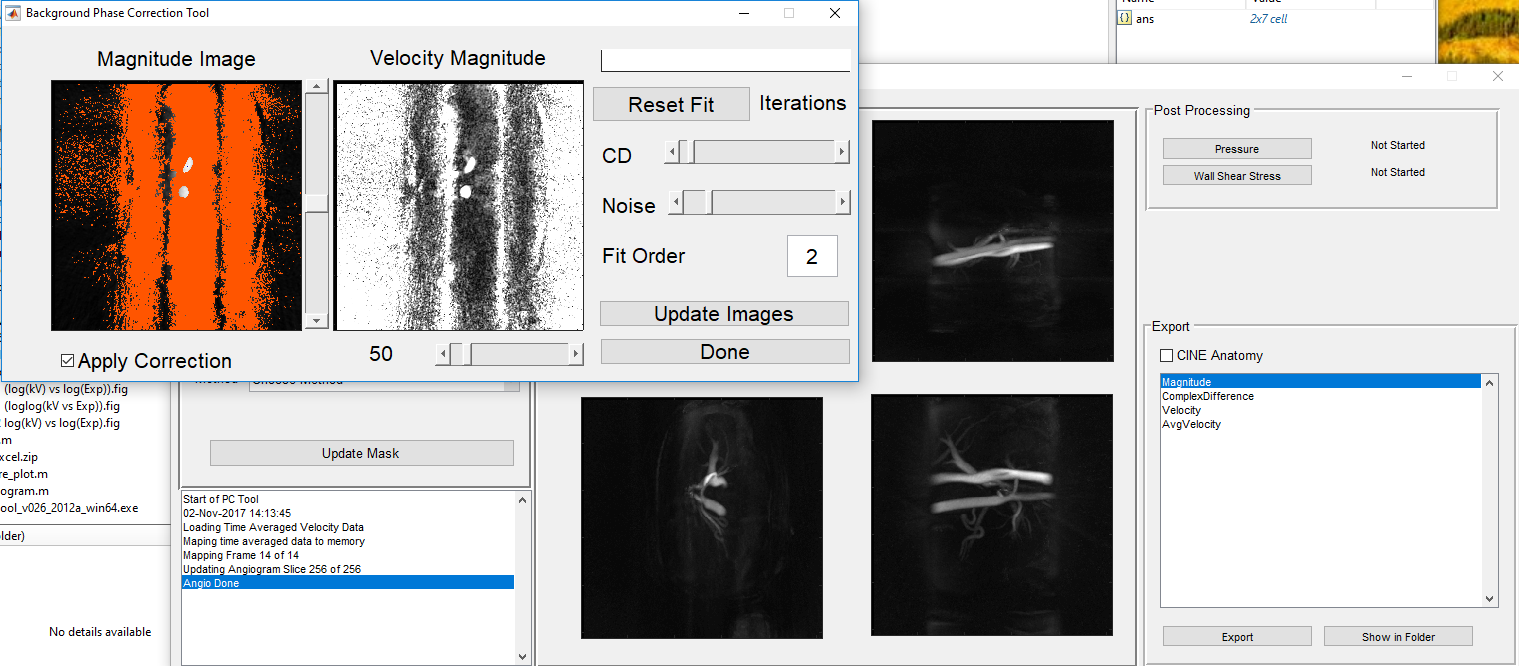 Background Phase Correction Tool
Magnitude Image
Velocity Magnitude
Reset Fit
Iterations
CD
Noise
Fit Order
2
Update Images
Done
Apply Correction
50
ans
2x7 cell
Post Processing
Pressure
Not Started
Wall Shear Stress
Not Started
Export
CINE Anatomy
Magnitude
ComplexDifference
Velocity
AvgVelocity
Export
Show in Folder
Update Mask
Start of PC Tool
02-Nov-2017 14:13:45
Loading Time Averaged Velocity Data
Maping time averaged data to memory
Mapping Frame 14 of 14
Updating Angiogram Slice 256 of 256
Angio Done
(log(kV) vs log(Exp)).fig
(loglog(kV vs Exp)).fig
log(kV) vs log(Exp).fig
.m
xcel.zip
re_plot.m
ogram.m
ool_v026_2012a_win64.exe
lder)
No details available